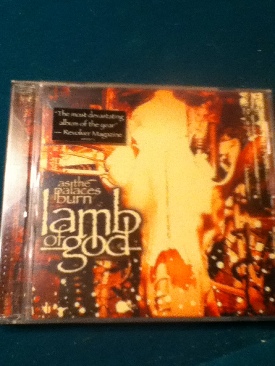 "The most devastating
album of the year"
— Revolver Magazine
as the
palaces
burn
lamb
of god